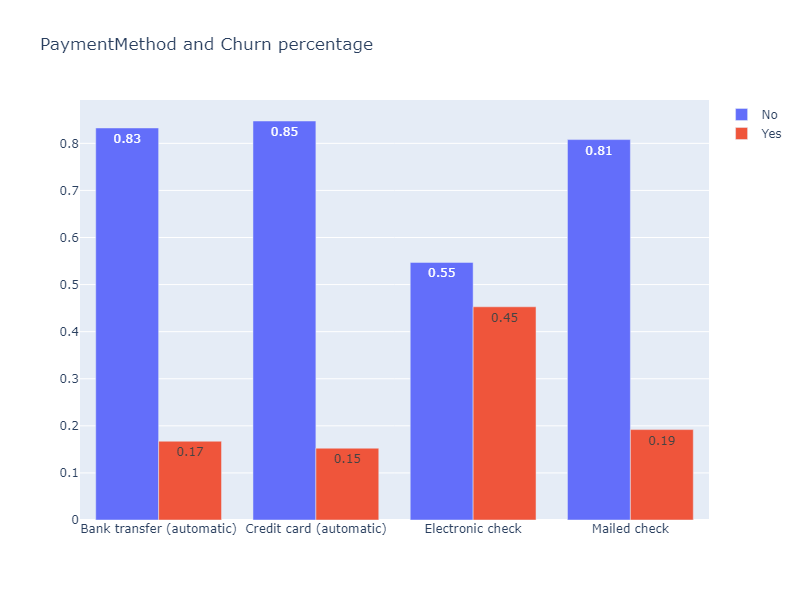 PaymentMethod and Churn percentage
No
Yes
0.8
0.7
0.6
0.5
0.4
0.3
0.2
0.1
0
0.83
0.17
0.85
0.15
0.55
0.45
0.81
0.19
Bank transfer (automatic)
Credit card (automatic)
Electronic check
Mailed check